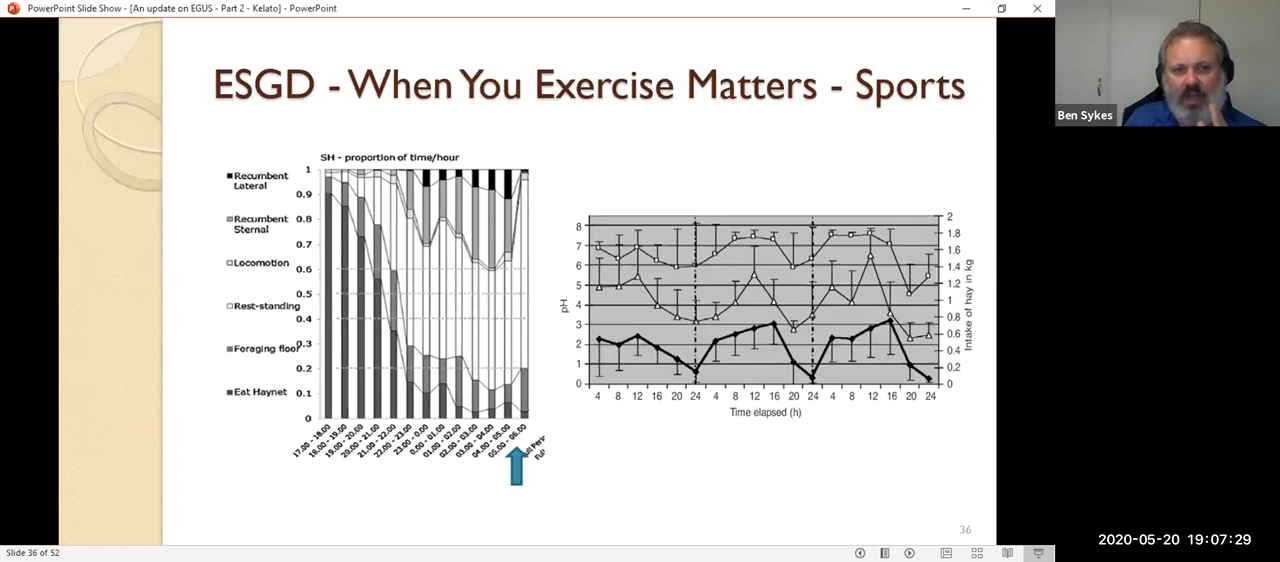 PowerPoint Slide Show - [An update on EGUS - Part 2 - Kelato] - PowerPoint
Ben Sykes
ESGD - When You Exercise Matters - Sports
SH - proportion of time/hour
Recumbent Lateral
Recumbent Sternal
Locomotion
Rest-standing
Foraging floor
Eat Haynet
1
0.9
0.8
0.7
0.6
0.5
0.4
0.3
0.2
0.1
0
17.00 - 18.00
18.00 - 19.00
19.00 - 20.00
20.00 - 21.00
21.00 - 22.00
22.00 - 23.00
23.00 - 0.00
0.00 - 01.00
01.00 - 02.00
02.00 - 03.00
03.00 - 04.00
04.00 - 05.00
05.00 - 06.00
pH
8
7
6
5
4
3
2
1
0
4 8 12 16 20 24 4 8 12 16 20 24 4 8 12 16 20 24
Time elapsed (h)
2
1.8
1.6
1.4
1.2
1
0.8
0.6
0.4
0.2
0
Intake of hay in kg
36
Slide 36 of 52
2020-05-20 19:07:29